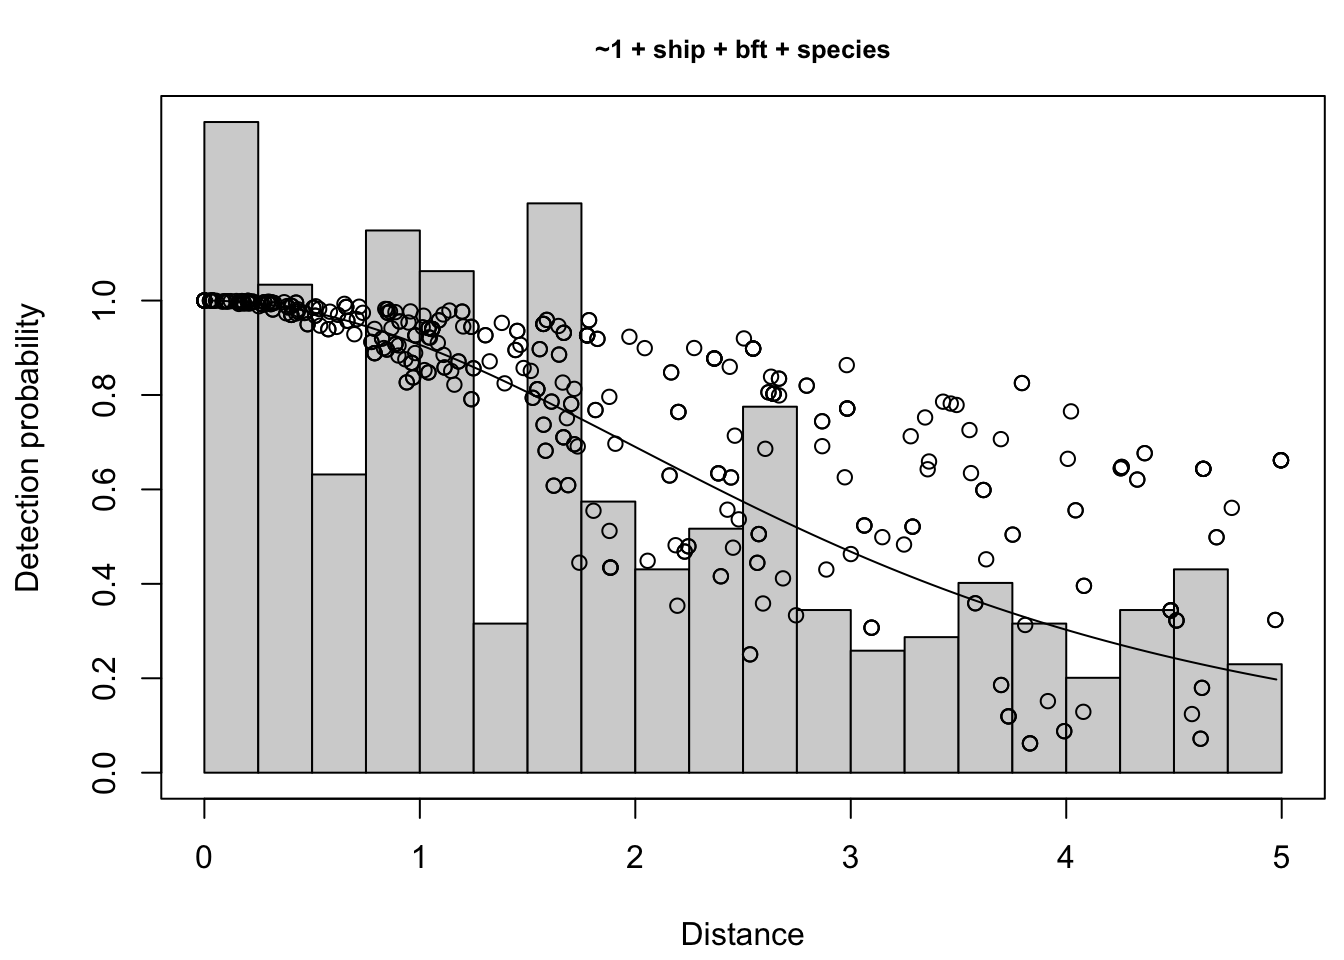 ~1 + ship + bft + species
Detection probability
1.0
0.8
0.6
0.4
0.2
0.0
0 1 2 3 4 5
Distance